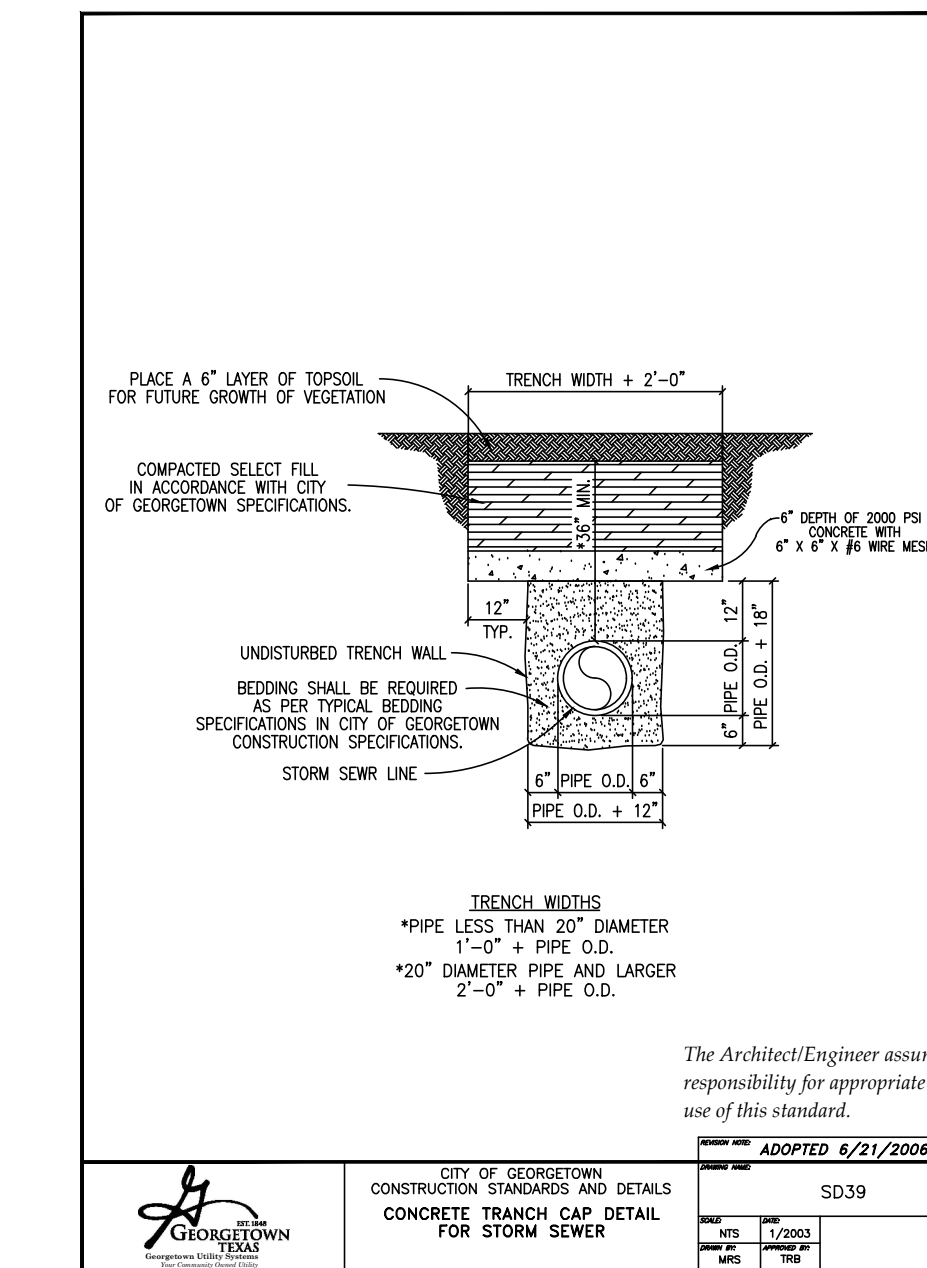 PLACE A 6" LAYER OF TOPSOIL
FOR FUTURE GROWTH OF VEGETATION
TRENCH WIDTH + 2'-0"
COMPACTED SELECT FILL
IN ACCORDANCE WITH CITY
OF GEORGETOWN SPECIFICATIONS.
*36" MIN.
6" DEPTH OF 2000 PSI
CONCRETE WITH
6" X 6" X #6 WIRE MES
12"
TYP.
12"
PIPE O.D.
6"
PIPE O.D. + 18"
UNDISTURBED TRENCH WALL
BEDDING SHALL BE REQUIRED
AS PER TYPICAL BEDDING
SPECIFICATIONS IN CITY OF GEORGETOWN
CONSTRUCTION SPECIFICATIONS.
STORM SEWR LINE
6" PIPE O.D. 6"
PIPE O.D. + 12"
TRENCH WIDTHS
*PIPE LESS THAN 20" DIAMETER
1'-0" + PIPE O.D.
*20" DIAMETER PIPE AND LARGER
2'-0" + PIPE O.D.
The Architect/Engineer assu
responsibility for appropriate
use of this standard.
REVISION NOTE: ADOPTED 6/21/2006
GEORGETOWN
EST. 1848
TEXAS
Georgetown Utility Systems
Your Community Owned Utility
CITY OF GEORGETOWN
CONSTRUCTION STANDARDS AND DETAILS
CONCRETE TRANCH CAP DETAIL
FOR STORM SEWER
DRAWING NAME:
SD39
SCALE:
NTS
DATE:
1/2003
DRAWN BY:
MRS
APPROVED BY:
TRB